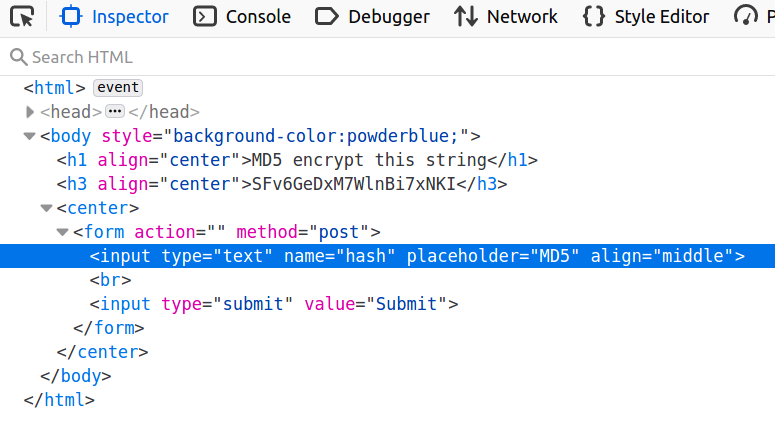 Inspector Console Debugger Network Style Editor P
Search HTML
<html> event
<head> ••• </head>
<body style="background-color:powderblue;">
<h1 align="center">MD5 encrypt this string</h1>
<h3 align="center">SFv6GeDxM7WlnBi7xNKI</h3>
<center>
<form action="" method="post">
<input type="text" name="hash" placeholder="MD5" align="middle">
<br>
<input type="submit" value="Submit">
</form>
</center>
</body>
</html>